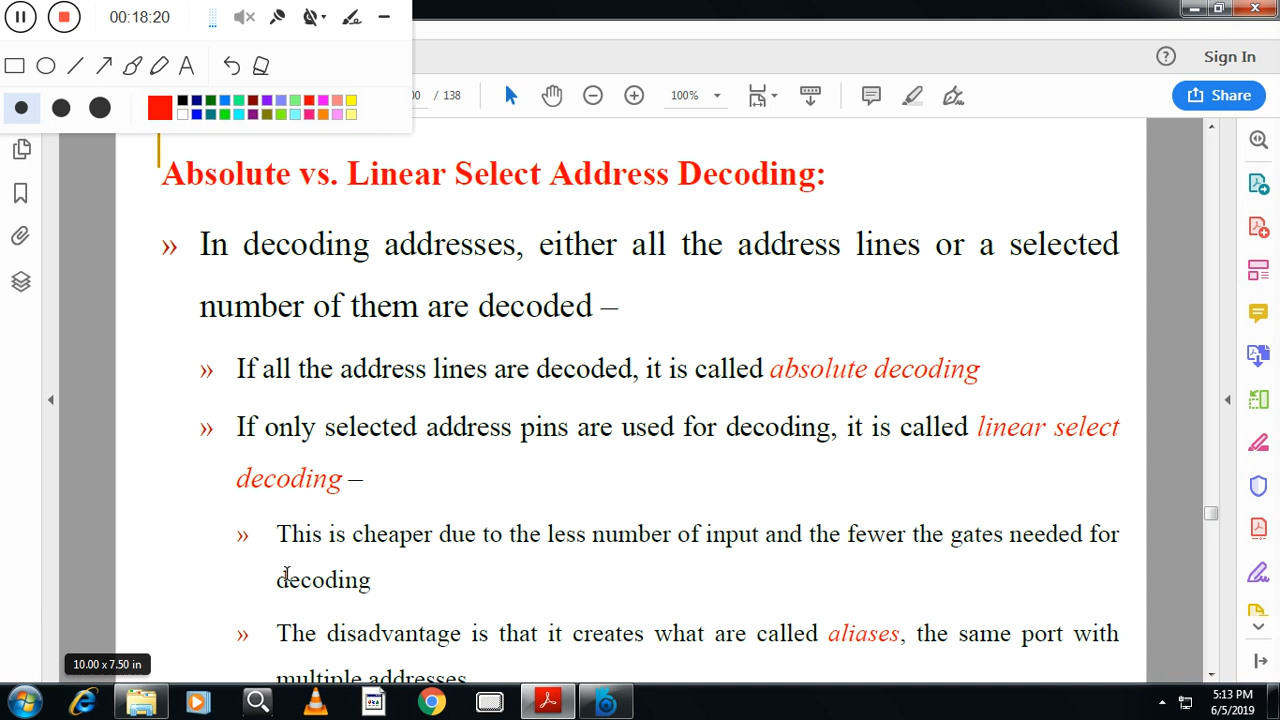 00:18:20
Sign In
00 / 138
100%
Share
Absolute vs. Linear Select Address Decoding:
» In decoding addresses, either all the address lines or a selected
number of them are decoded –
» If all the address lines are decoded, it is called absolute decoding
» If only selected address pins are used for decoding, it is called linear select
decoding –
» This is cheaper due to the less number of input and the fewer the gates needed for
decoding
» The disadvantage is that it creates what are called aliases, the same port with
multiple addresses
10.00 x 7.50 in
5:13 PM
6/5/2019